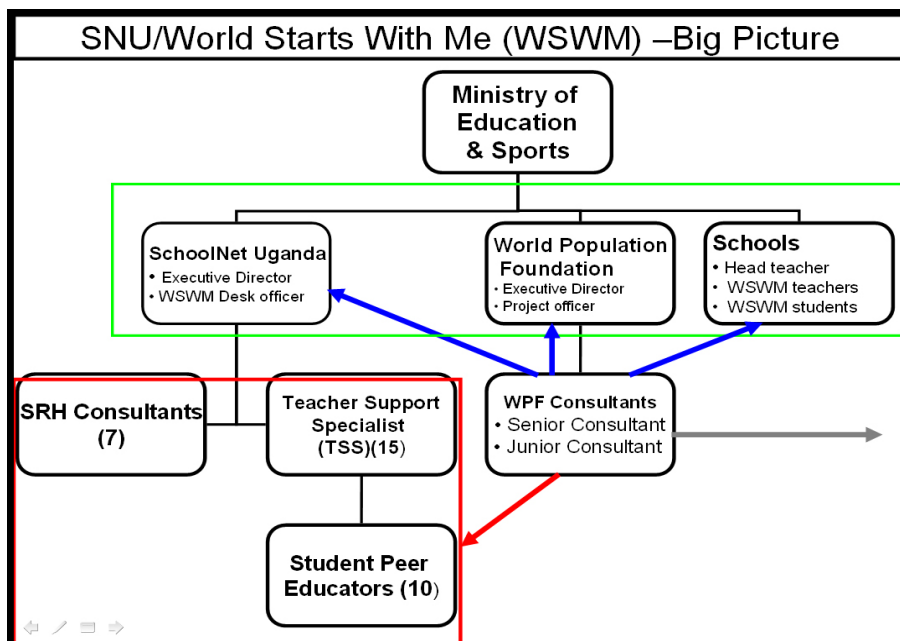 SNU/World Starts With Me (WSWM) –Big Picture
Ministry of
Education
& Sports
SchoolNet Uganda
• Executive Director
• WSWM Desk officer
World Population
Foundation
• Executive Director
• Project officer
Schools
• Head teacher
• WSWM teachers
• WSWM students
SRH Consultants
(7)
Teacher Support
Specialist
(TSS)(15)
WPF Consultants
• Senior Consultant
• Junior Consultant
Student Peer
Educators (10)